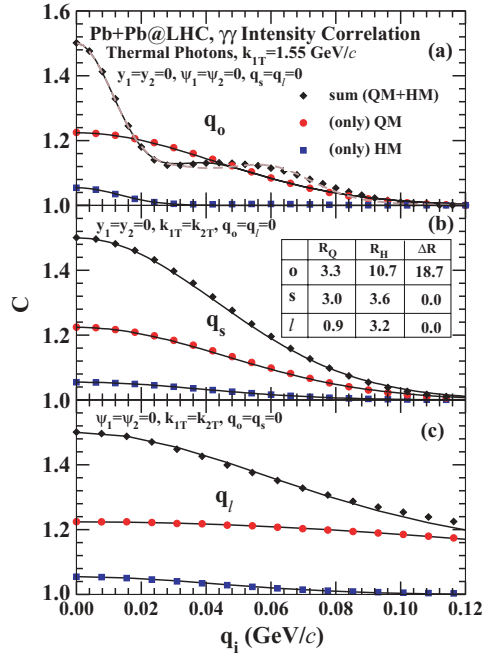 Pb+Pb@LHC, γγ Intensity Correlation
Thermal Photons, k1T=1.55 GeV/c
(a)
y1=y2=0, ψ1=ψ2=0, qs=ql=0
sum (QM+HM)
(only) QM
(only) HM
qo
1.4
1.2
1.0
y1=y2=0, k1T=k2T, qo=ql=0
(b)
RQ RH ΔR
o 3.3 10.7 18.7
s 3.0 3.6 0.0
l 0.9 3.2 0.0
qs
C
1.4
1.2
1.0
ψ1=ψ2=0, k1T=k2T, qo=qs=0
(c)
ql
1.4
1.2
1.0
0.00 0.02 0.04 0.06 0.08 0.10 0.12
qi (GeV/c)